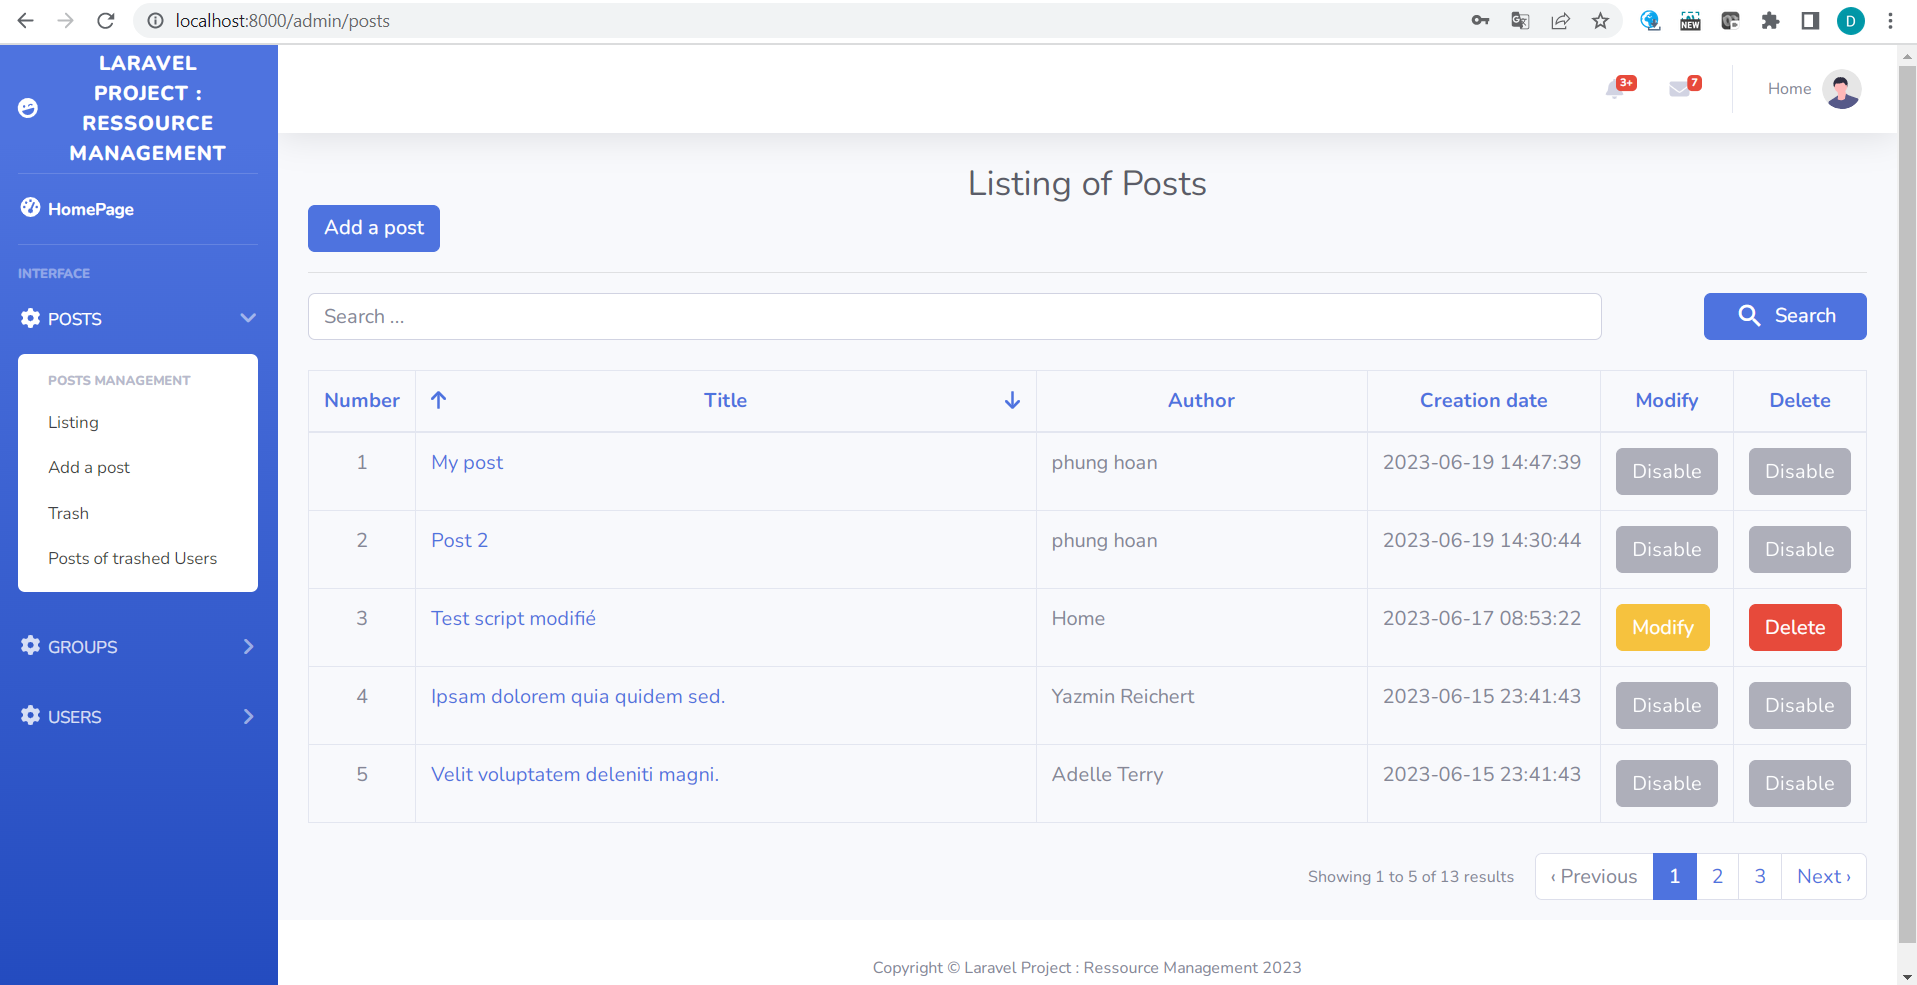 localhost:8000/admin/posts
NEW
D
LARAVEL
PROJECT :
RESSOURCE
MANAGEMENT
3+
7
Home
HomePage
INTERFACE
POSTS
POSTS MANAGEMENT
Listing
Add a post
Trash
Posts of trashed Users
GROUPS
USERS
Listing of Posts
Add a post
Search ...
Search
Number Title Author Creation date Modify Delete
1 My post phung hoan 2023-06-19 14:47:39 Disable Disable
2 Post 2 phung hoan 2023-06-19 14:30:44 Disable Disable
3 Test script modifié Home 2023-06-17 08:53:22 Modify Delete
4 Ipsam dolorem quia quidem sed. Yazmin Reichert 2023-06-15 23:41:43 Disable Disable
5 Velit voluptatem deleniti magni. Adelle Terry 2023-06-15 23:41:43 Disable Disable
Showing 1 to 5 of 13 results ‹ Previous 1 2 3 Next ›
Copyright © Laravel Project : Ressource Management 2023